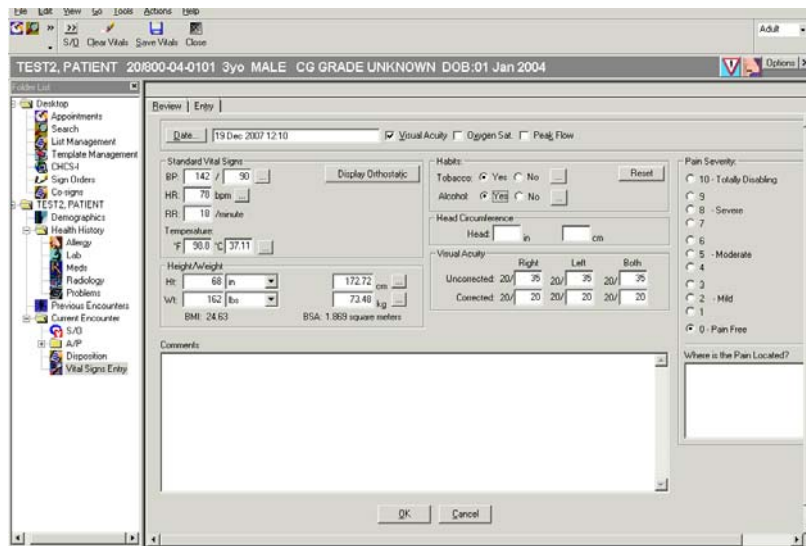 File Edit View Go Tools Actions Help
S/O Clear Vitals Save Vitals Close
Adult
TEST2, PATIENT 20/800-04-0101 3yo MALE CG GRADE UNKNOWN DOB:01 Jan 2004
Options
Folder List
Desktop
Appointments
Search
List Management
Template Management
CHCS-I
Sign Orders
Co-signs
TEST2, PATIENT
Demographics
Health History
Allergy
Lab
Meds
Radiology
Problems
Previous Encounters
Current Encounter
S/O
A/P
Disposition
Vital Signs Entry
Review Entry
Date... 19 Dec 2007 12:10 Visual Acuity Oxygen Sat. Peak Flow
Standard Vital Signs
BP: 142 / 90 ... Display Orthostatic
HR: 78 bpm ...
RR: 18 /minute
Temperature:
°F 98.8 °C 37.11 ...
Height/Weight
Ht: 68 in 172.72 cm ...
Wt: 162 lbs 73.48 kg ...
BMI: 24.63 BSA: 1.869 square meters
Habits:
Tobacco: Yes No ... Reset
Alcohol: Yes No ...
Head Circumference
Head: in cm
Visual Acuity
Right Left Both
Uncorrected: 20/ 35 20/ 35 20/ 35
Corrected: 20/ 20 20/ 20 20/ 20
Pain Severity:
10 - Totally Disabling
9
8 - Severe
7
6
5 - Moderate
4
3
2 - Mild
1
0 - Pain Free
Where is the Pain Located?
Comments
OK Cancel